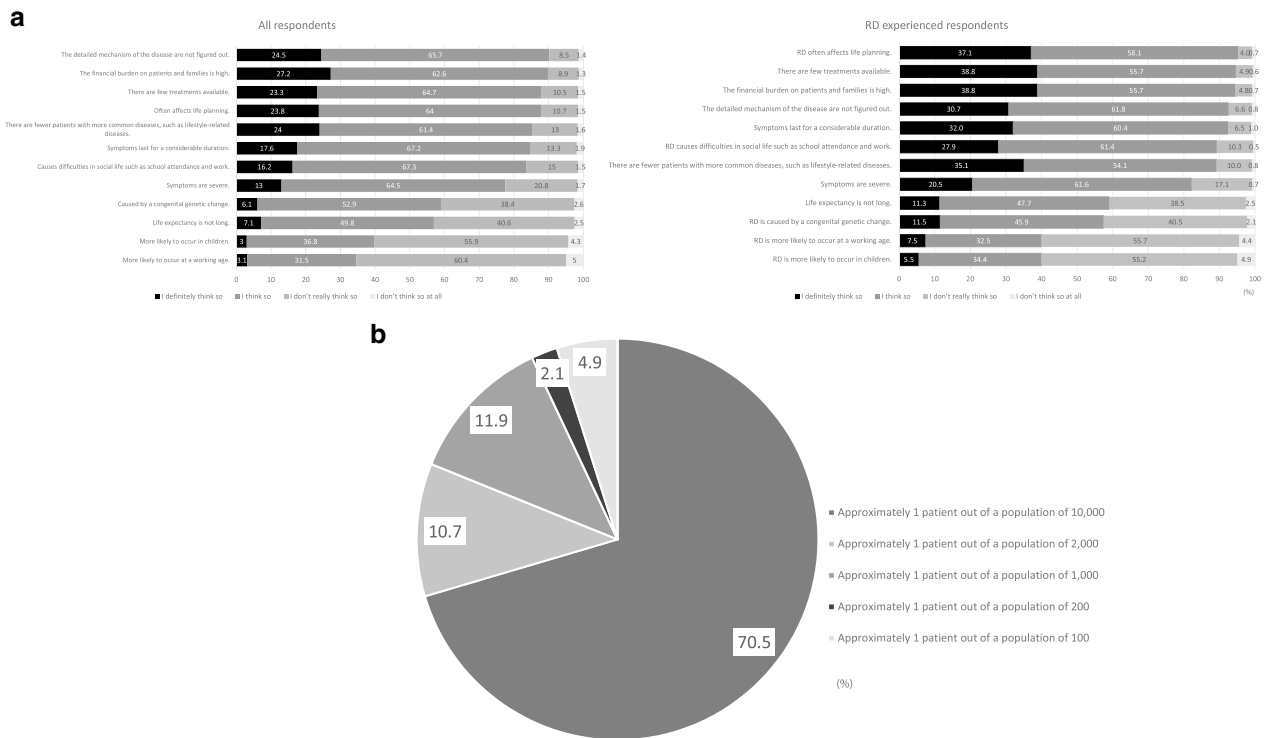 a
All respondents
The detailed mechanism of the disease are not figured out. 24.5 65.7 8.5 1.4
The financial burden on patients and families is high. 27.2 62.6 8.9 1.3
There are few treatments available. 23.3 64.7 10.5 1.5
Often affects life planning. 23.8 64 10.7 1.5
There are fewer patients with more common diseases, such as lifestyle-related
diseases. 24 61.4 13 1.6
Symptoms last for a considerable duration. 17.6 67.2 13.3 1.9
Causes difficulties in social life such as school attendance and work. 16.2 67.3 15 1.5
Symptoms are severe. 13 64.5 20.8 1.7
Caused by a congenital genetic change. 6.1 52.9 38.4 2.6
Life expectancy is not long. 7.1 49.8 40.6 2.5
More likely to occur in children. 3 36.8 55.9 4.3
More likely to occur at a working age. 3.1 31.5 60.4 5
0 10 20 30 40 50 60 70 80 90 100
I definitely think so I think so I don't really think so I don't think so at all
RD experienced respondents
RD often affects life planning. 37.1 58.1 4.0 0.7
There are few treatments available. 38.8 55.7 4.9 0.6
The financial burden on patients and families is high. 38.8 55.7 4.8 0.7
The detailed mechanism of the disease are not figured out. 30.7 61.8 6.6 0.8
Symptoms last for a considerable duration. 32.0 60.4 6.5 1.0
RD causes difficulties in social life such as school attendance and work. 27.9 61.4 10.3 0.5
There are fewer patients with more common diseases, such as lifestyle-related diseases. 35.1 54.1 10.0 0.8
Symptoms are severe. 20.5 61.6 17.1 0.7
Life expectancy is not long. 11.3 47.7 38.5 2.5
RD is caused by a congenital genetic change. 11.5 45.9 40.5 2.1
RD is more likely to occur at a working age. 7.5 32.5 55.7 4.4
RD is more likely to occur in children. 5.5 34.4 55.2 4.9
0 10 20 30 40 50 60 70 80 90 100
(%)
I definitely think so I think so I don't really think so I don't think so at all
b
4.9
2.1
11.9
10.7
70.5
Approximately 1 patient out of a population of 10,000
Approximately 1 patient out of a population of 2,000
Approximately 1 patient out of a population of 1,000
Approximately 1 patient out of a population of 200
Approximately 1 patient out of a population of 100
(%)